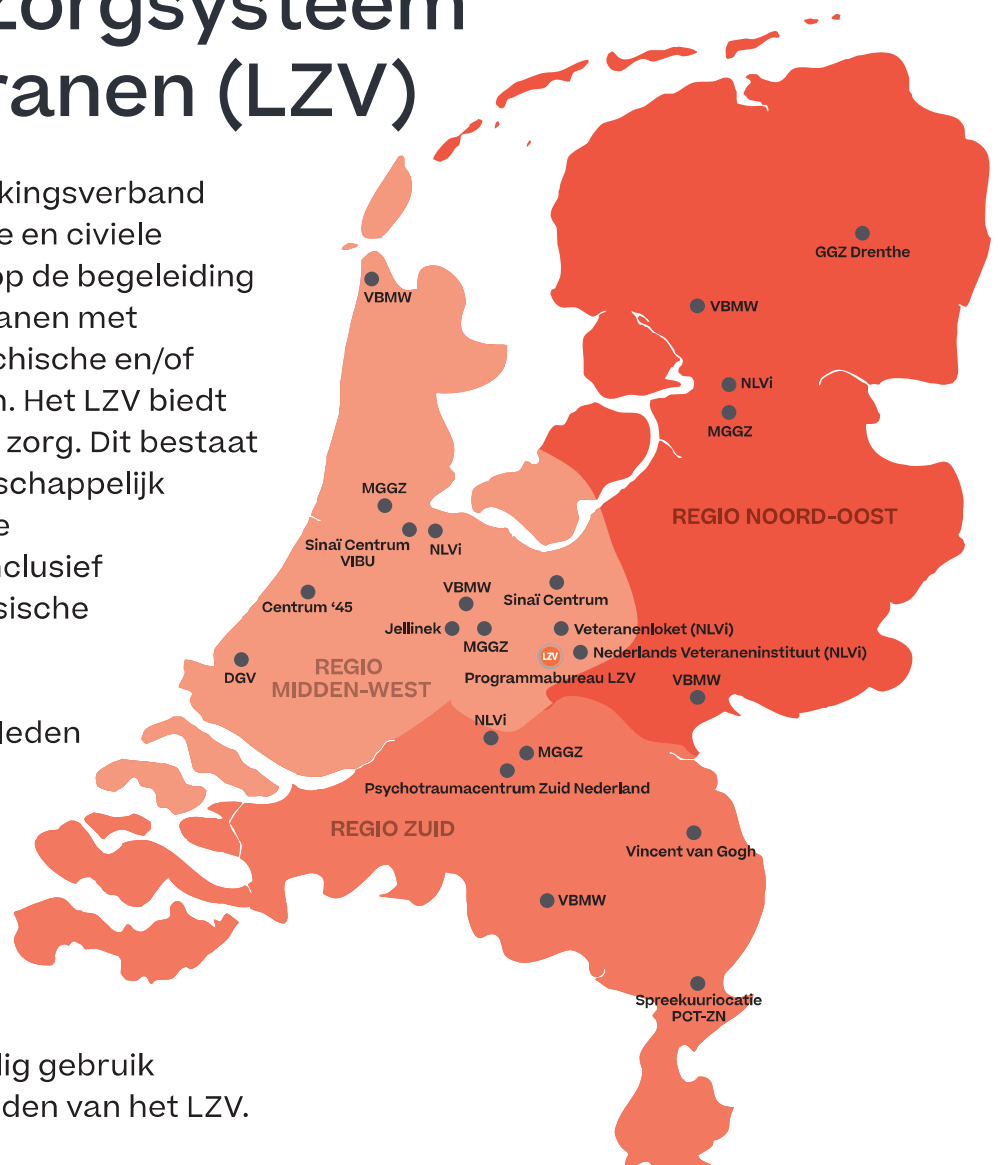 zorgsysteem
ranen (LZV)
kingsverband
e en civiele
op de begeleiding
anen met
chische en/of
n. Het LZV biedt
zorg. Dit bestaat
schappelijk
e
nclusief
sische
leden
dig gebruik
den van het LZV.
GGZ Drenthe
VBMW
VBMW
NLVi
MGGZ
MGGZ
REGIO NOORD-OOST
Sinaï Centrum
VIBU
NLVi
VBMW
Sinaï Centrum
Centrum ‘45
Jellinek
MGGZ
Veteranenloket (NLVi)
LZV
Nederlands Veteraneninstituut (NLVi)
DGV
REGIO
MIDDEN-WEST
Programmabureau LZV
VBMW
NLVi
MGGZ
Psychotraumacentrum Zuid Nederland
REGIO ZUID
Vincent van Gogh
VBMW
Spreekuurlocatie
PCT-ZN